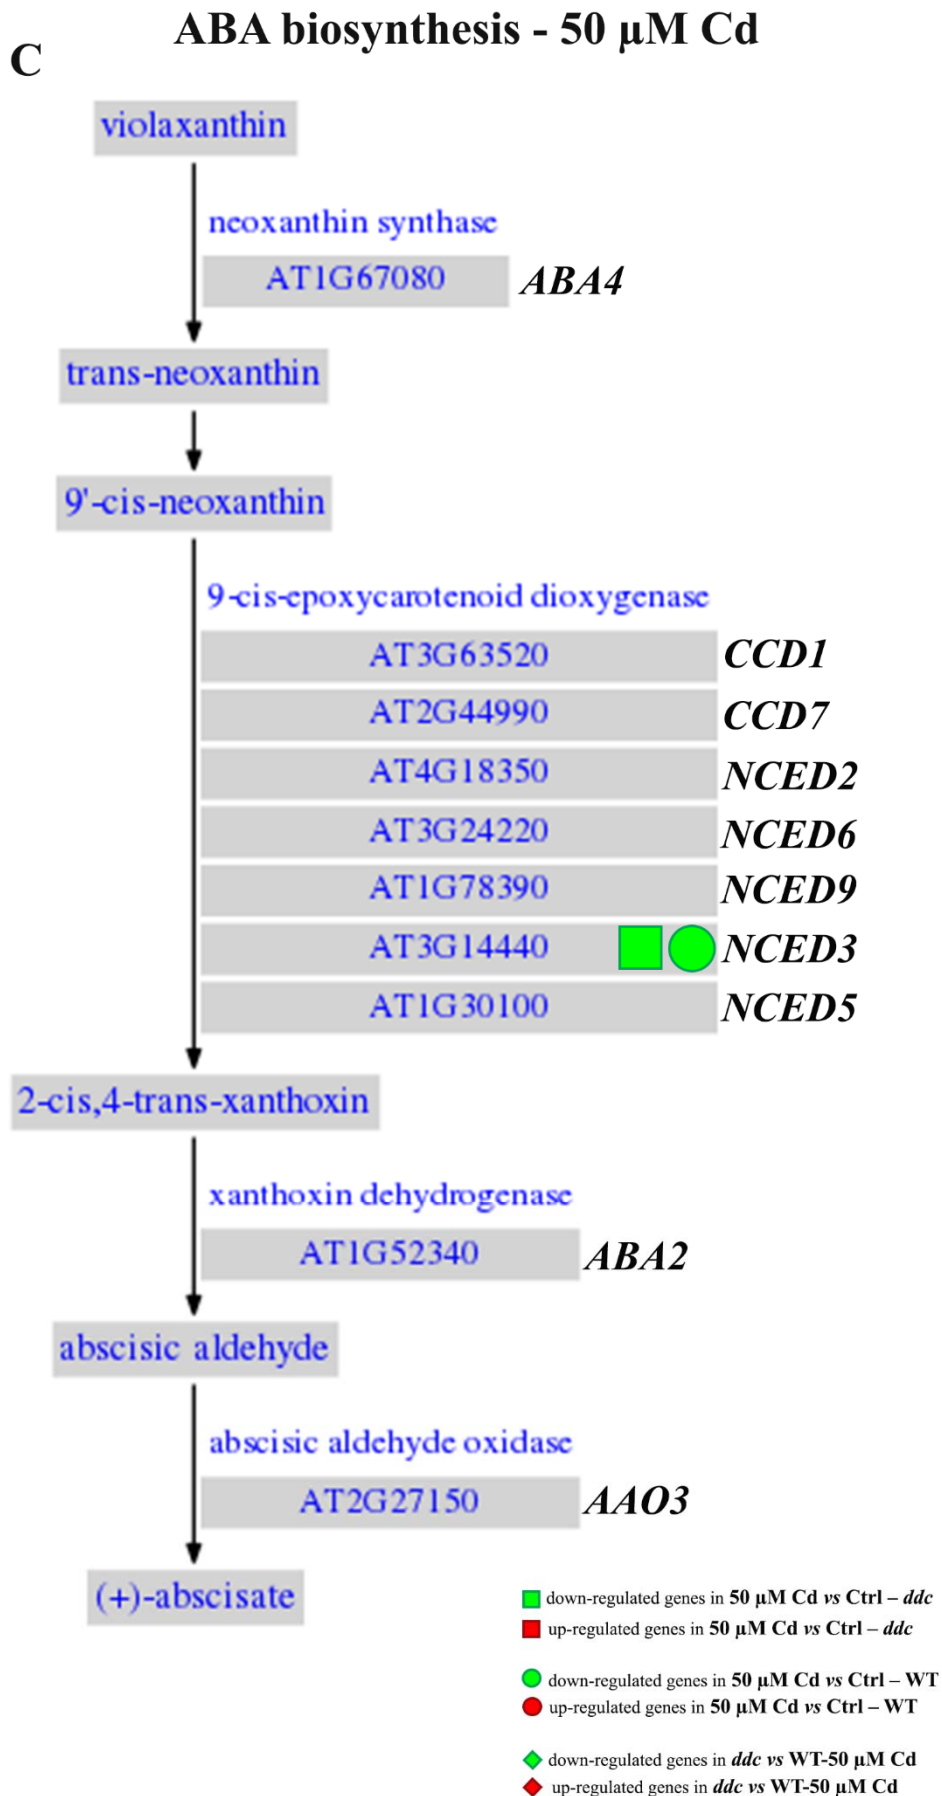 ABA biosynthesis - 50 µM Cd
C
violaxanthin
neoxanthin synthase
AT1G67080 ABA4
trans-neoxanthin
9'-cis-neoxanthin
9-cis-epoxycarotenoid dioxygenase
AT3G63520 CCD1
AT2G44990 CCD7
AT4G18350 NCED2
AT3G24220 NCED6
AT1G78390 NCED9
AT3G14440 NCED3
AT1G30100 NCED5
2-cis,4-trans-xanthoxin
xanthoxin dehydrogenase
AT1G52340 ABA2
abscisic aldehyde
abscisic aldehyde oxidase
AT2G27150 AAO3
(+)-abscisate
down-regulated genes in 50 µM Cd vs Ctrl – ddc
up-regulated genes in 50 µM Cd vs Ctrl – ddc
down-regulated genes in 50 µM Cd vs Ctrl – WT
up-regulated genes in 50 µM Cd vs Ctrl – WT
down-regulated genes in ddc vs WT-50 µM Cd
up-regulated genes in ddc vs WT-50 µM Cd